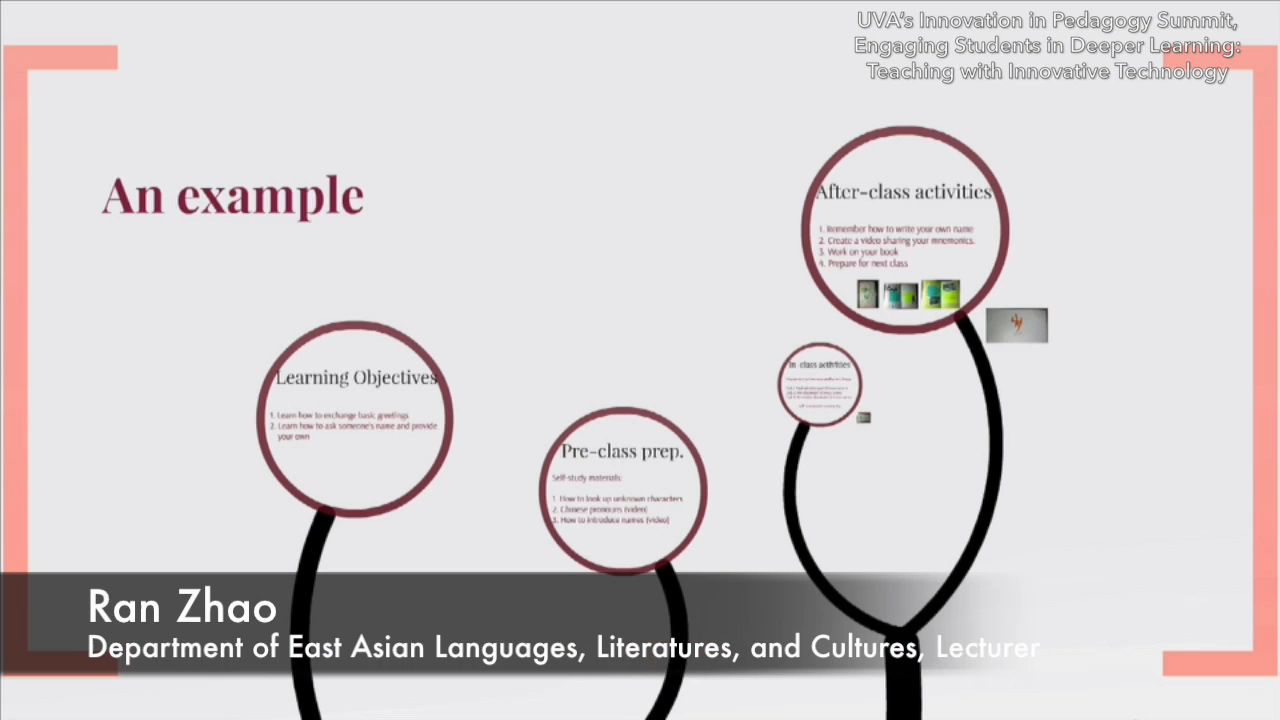 UVA's Innovation in Pedagogy Summit,
Engaging Students in Deeper Learning:
Teaching with Innovative Technology
An example
After-class activities
1. Remember how to write your own name
2. Create a video sharing your mnemonics.
3. Work on your book
4. Prepare for next class
In class activities
Learning Objectives
1. Learn how to exchange basic greetings
2. Learn how to ask someone's name and provide
your own
Pre-class prep.
Self-study materials:
1. How to look up unknown characters
2. Chinese pronouns (video)
3. How to introduce names (video)
Ran Zhao
Department of East Asian Languages, Literatures, and Cultures, Lecturer